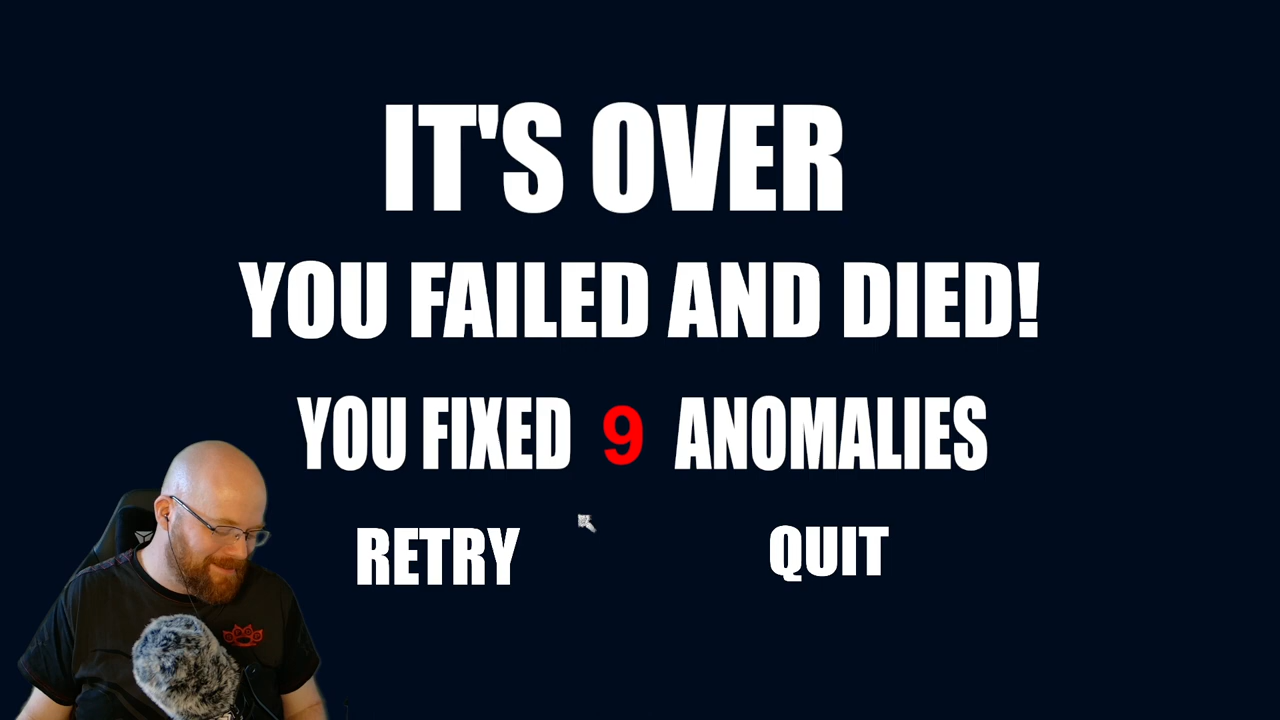 IT'S OVER
YOU FAILED AND DIED!
YOU FIXED 9 ANOMALIES
RETRY QUIT